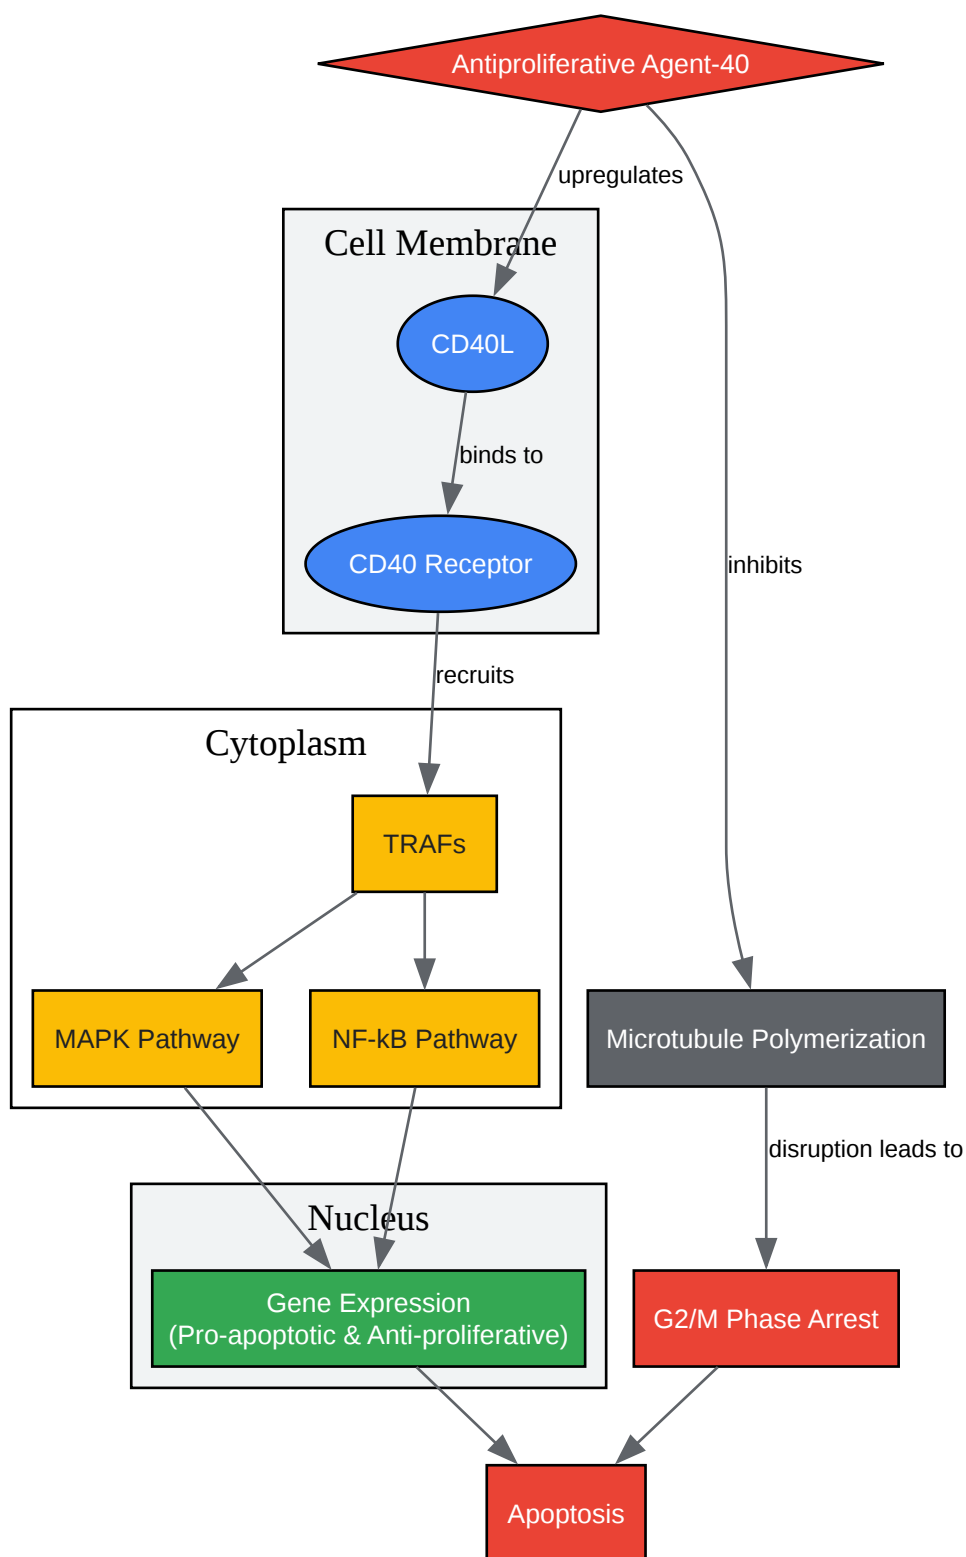 Antiproliferative Agent-40
upregulates
Cell Membrane
CD40L
binds to
CD40 Receptor
inhibits
recruits
Cytoplasm
TRAFs
MAPK Pathway
NF-kB Pathway
Microtubule Polymerization
disruption leads to
Nucleus
Gene Expression
(Pro-apoptotic & Anti-proliferative)
G2/M Phase Arrest
Apoptosis